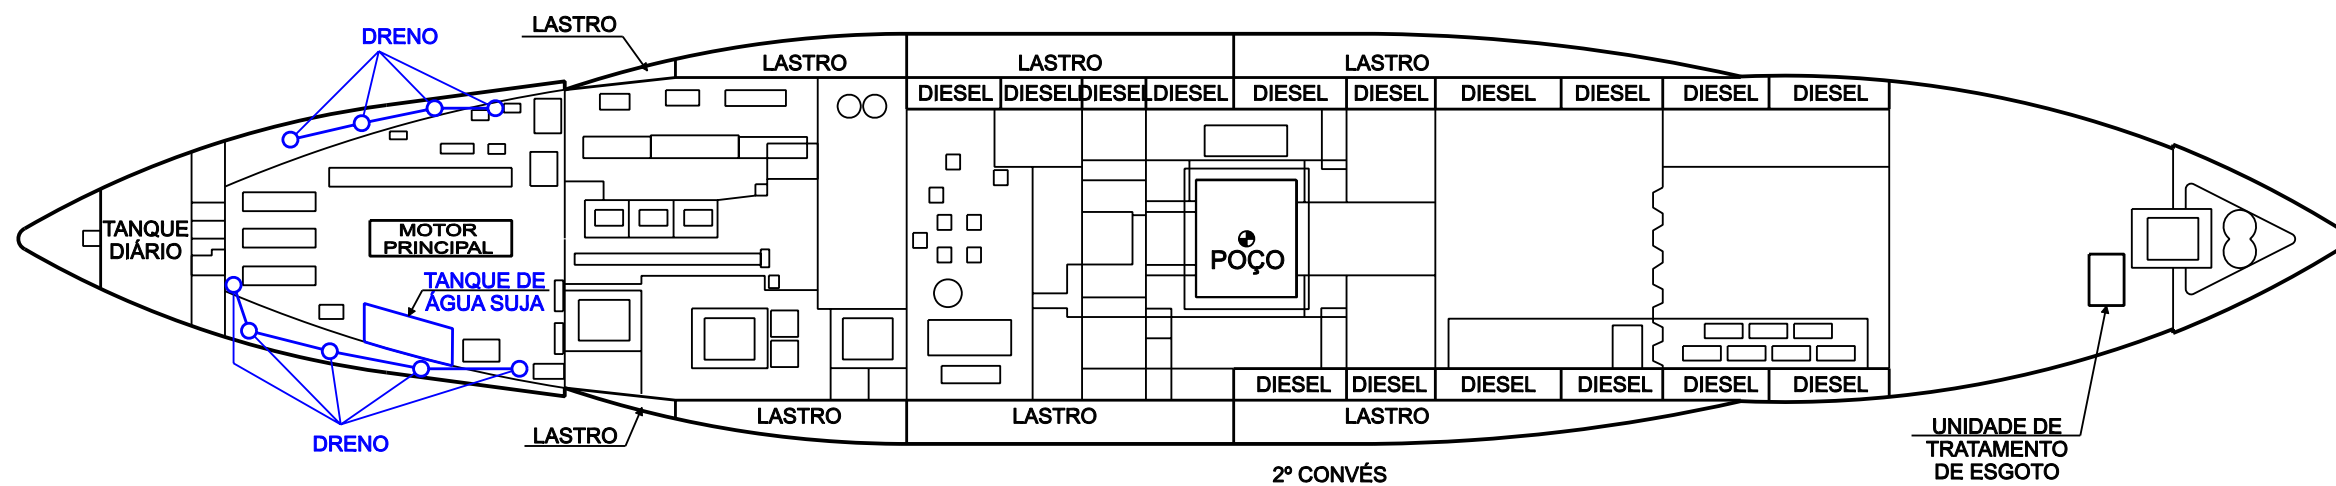 LASTRO
DRENO
LASTRO LASTRO LASTRO
DIESEL DIESEL DIESEL DIESEL DIESEL DIESEL DIESEL DIESEL DIESEL DIESEL
TANQUE
DIÁRIO
MOTOR
PRINCIPAL
POÇO
TANQUE DE
ÁGUA SUJA
DIESEL DIESEL DIESEL DIESEL DIESEL DIESEL
LASTRO LASTRO LASTRO
LASTRO
DRENO
UNIDADE DE
TRATAMENTO
DE ESGOTO
2º CONVÉS